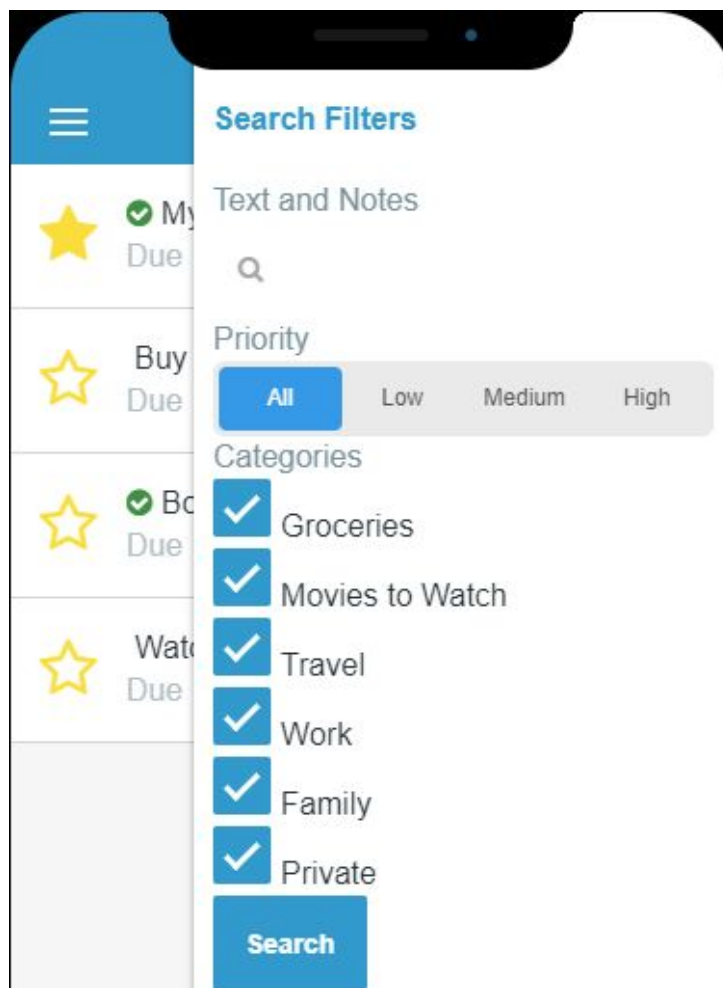 Search Filters
Text and Notes
My
Due
Priority
Buy
Due
All Low Medium High
Categories
Due
Groceries
Movies to Watch
Due
Travel
Work
Family
Private
Search